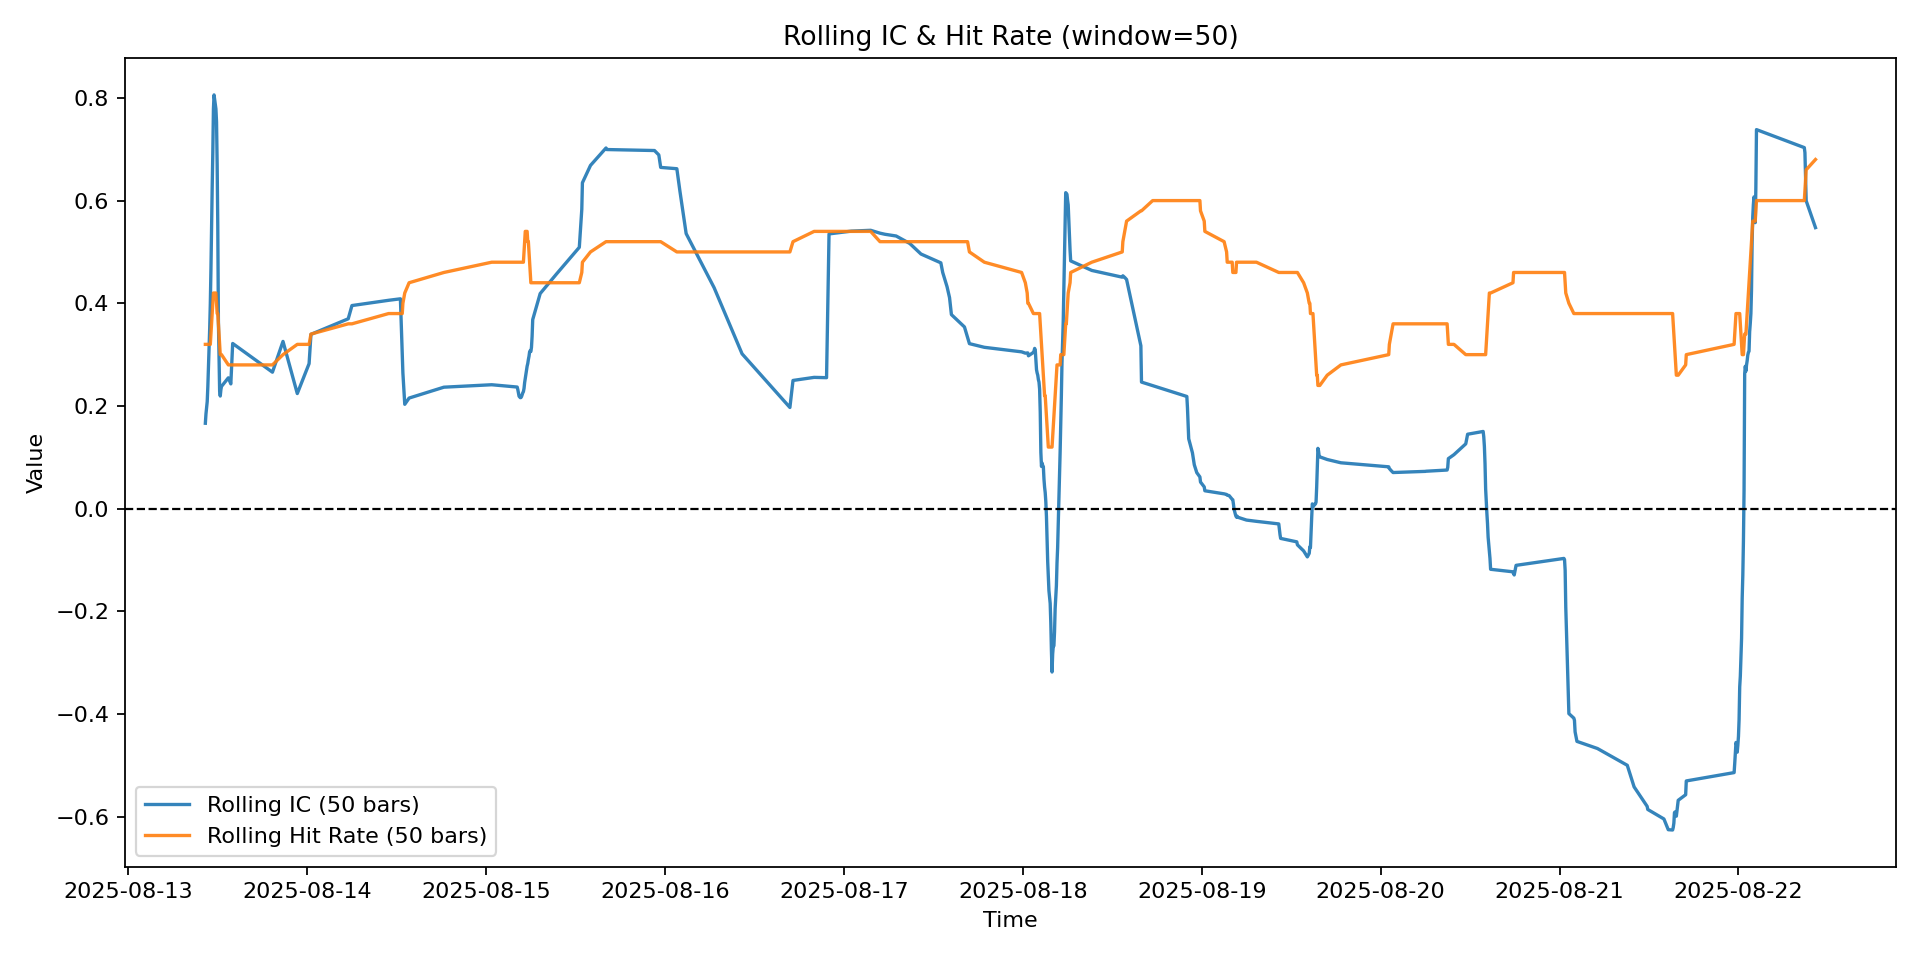 Rolling IC & Hit Rate (window=50)
0.8
0.6
0.4
0.2
0.0
−0.2
−0.4
−0.6
Value
Rolling IC (50 bars)
Rolling Hit Rate (50 bars)
2025-08-13 2025-08-14 2025-08-15 2025-08-16 2025-08-17 2025-08-18 2025-08-19 2025-08-20 2025-08-21 2025-08-22
Time